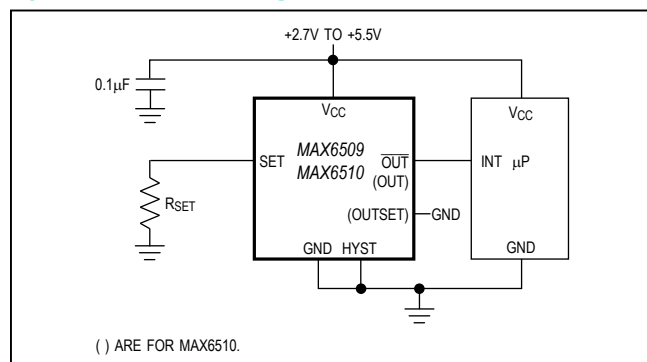 +2.7V TO +5.5V
0.1μF
VCC
VCC
SET
MAX6509
MAX6510
OUT
(OUT)
INT μP
RSET
(OUTSET)
GND
GND HYST
GND
( ) ARE FOR MAX6510.